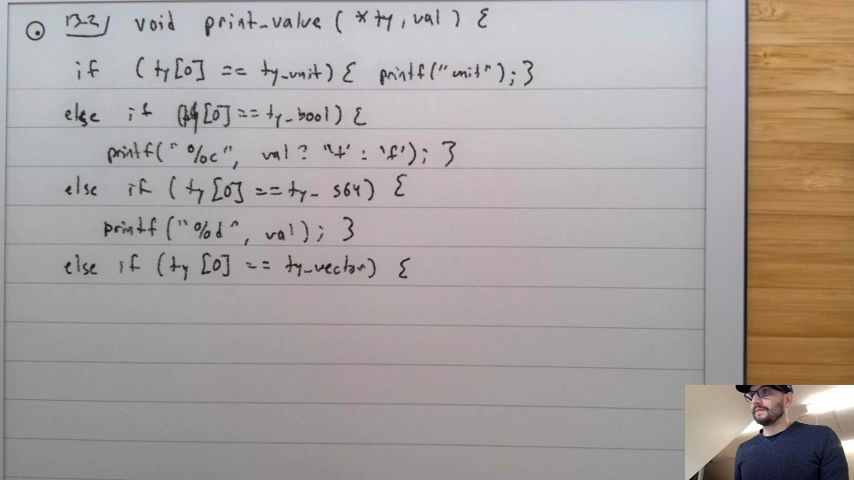 13-2/ void print_value ( *ty, val ) {
if ( ty[0] == ty_unit) { printf("unit"); }
else if (ty[0] == ty_bool) {
printf("%c", val ? 't' : 'f'); }
else if ( ty[0] == ty_s64) {
printf("%d", val); }
else if (ty[0] == ty_vector) {